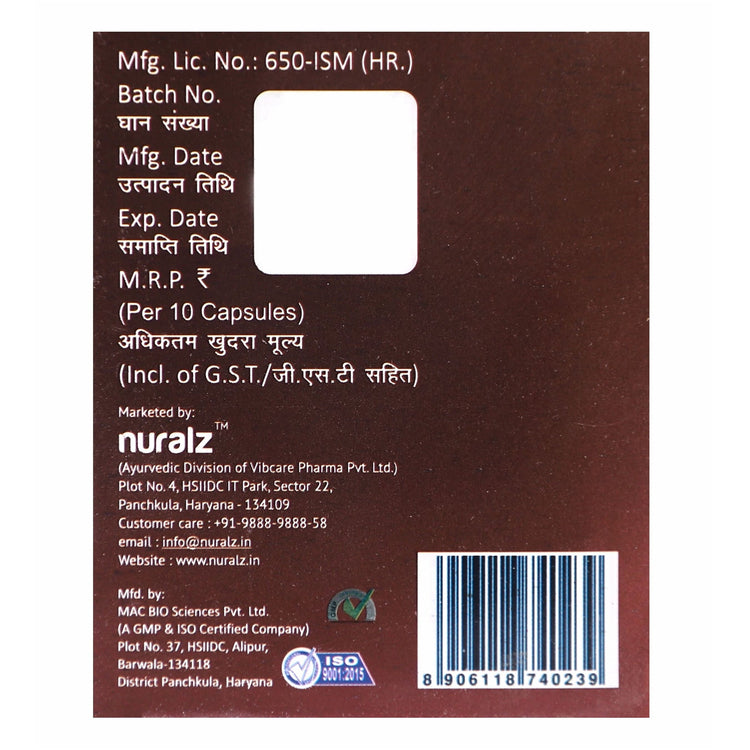 Mfg. Lic. No.: 650-ISM (HR.)
Batch No.
घान संख्या
Mfg. Date
उत्पादन तिथि
Exp. Date
समाप्ति तिथि
M.R.P. ₹
(Per 10 Capsules)
अधिकतम खुदरा मूल्य
(Incl. of G.S.T./जी.एस.टी सहित)
Marketed by:
nuralz™
(Ayurvedic Division of Vibcare Pharma Pvt. Ltd.)
Plot No. 4, HSIIDC IT Park, Sector 22,
Panchkula, Haryana - 134109
Customer care : +91-9888-9888-58
email : info@nuralz.in
Website : www.nuralz.in
Mfd. by:
MAC BIO Sciences Pvt. Ltd.
(A GMP & ISO Certified Company)
Plot No. 37, HSIIDC, Alipur,
Barwala-134118
District Panchkula, Haryana
ISO
9001:2015
8 906118 740239